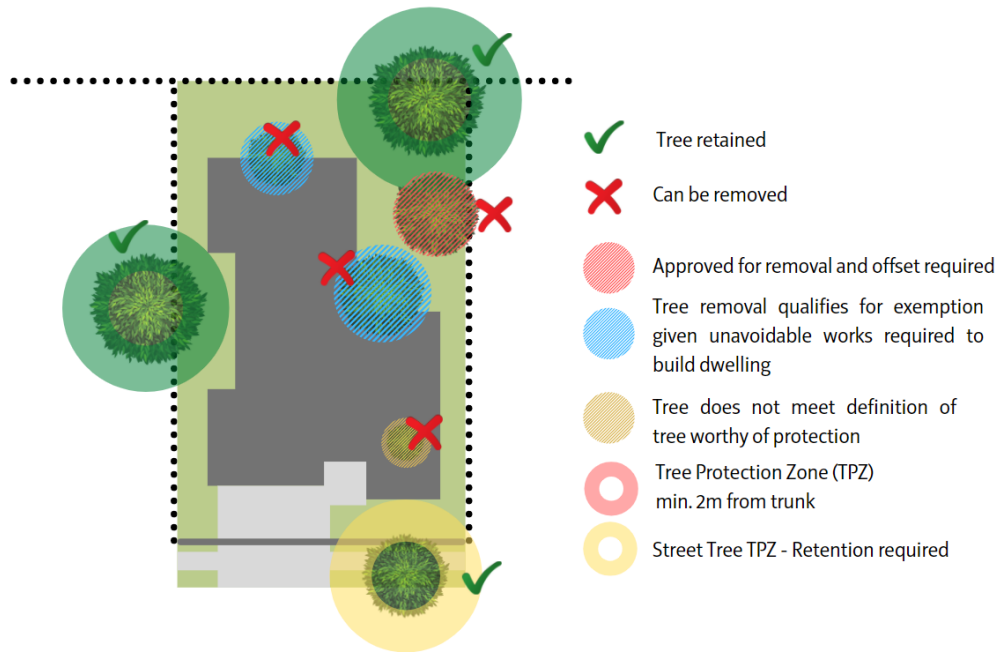 Tree retained
Can be removed
Approved for removal and offset required
Tree removal qualifies for exemption
given unavoidable works required to
build dwelling
Tree does not meet definition of
tree worthy of protection
Tree Protection Zone (TPZ)
min. 2m from trunk
Street Tree TPZ - Retention required